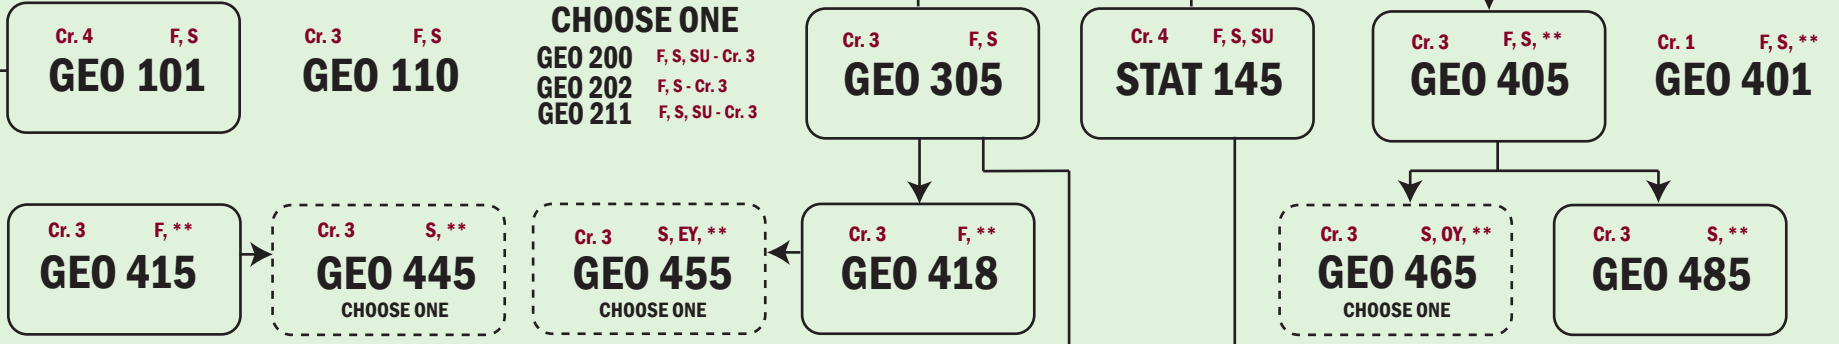 Cr. 4 F, S
GEO 101
Cr. 3 F, S
GEO 110
CHOOSE ONE
GEO 200 F, S, SU - Cr. 3
GEO 202 F, S - Cr. 3
GEO 211 F, S, SU - Cr. 3
Cr. 3 F, S
GEO 305
Cr. 4 F, S, SU
STAT 145
Cr. 3 F, S, **
GEO 405
Cr. 1 F, S, **
GEO 401
Cr. 3 F, **
GEO 415
Cr. 3 S, **
GEO 445
CHOOSE ONE
Cr. 3 S, EY, **
GEO 455
CHOOSE ONE
Cr. 3 F, **
GEO 418
Cr. 3 S, OY, **
GEO 465
CHOOSE ONE
Cr. 3 S, **
GEO 485